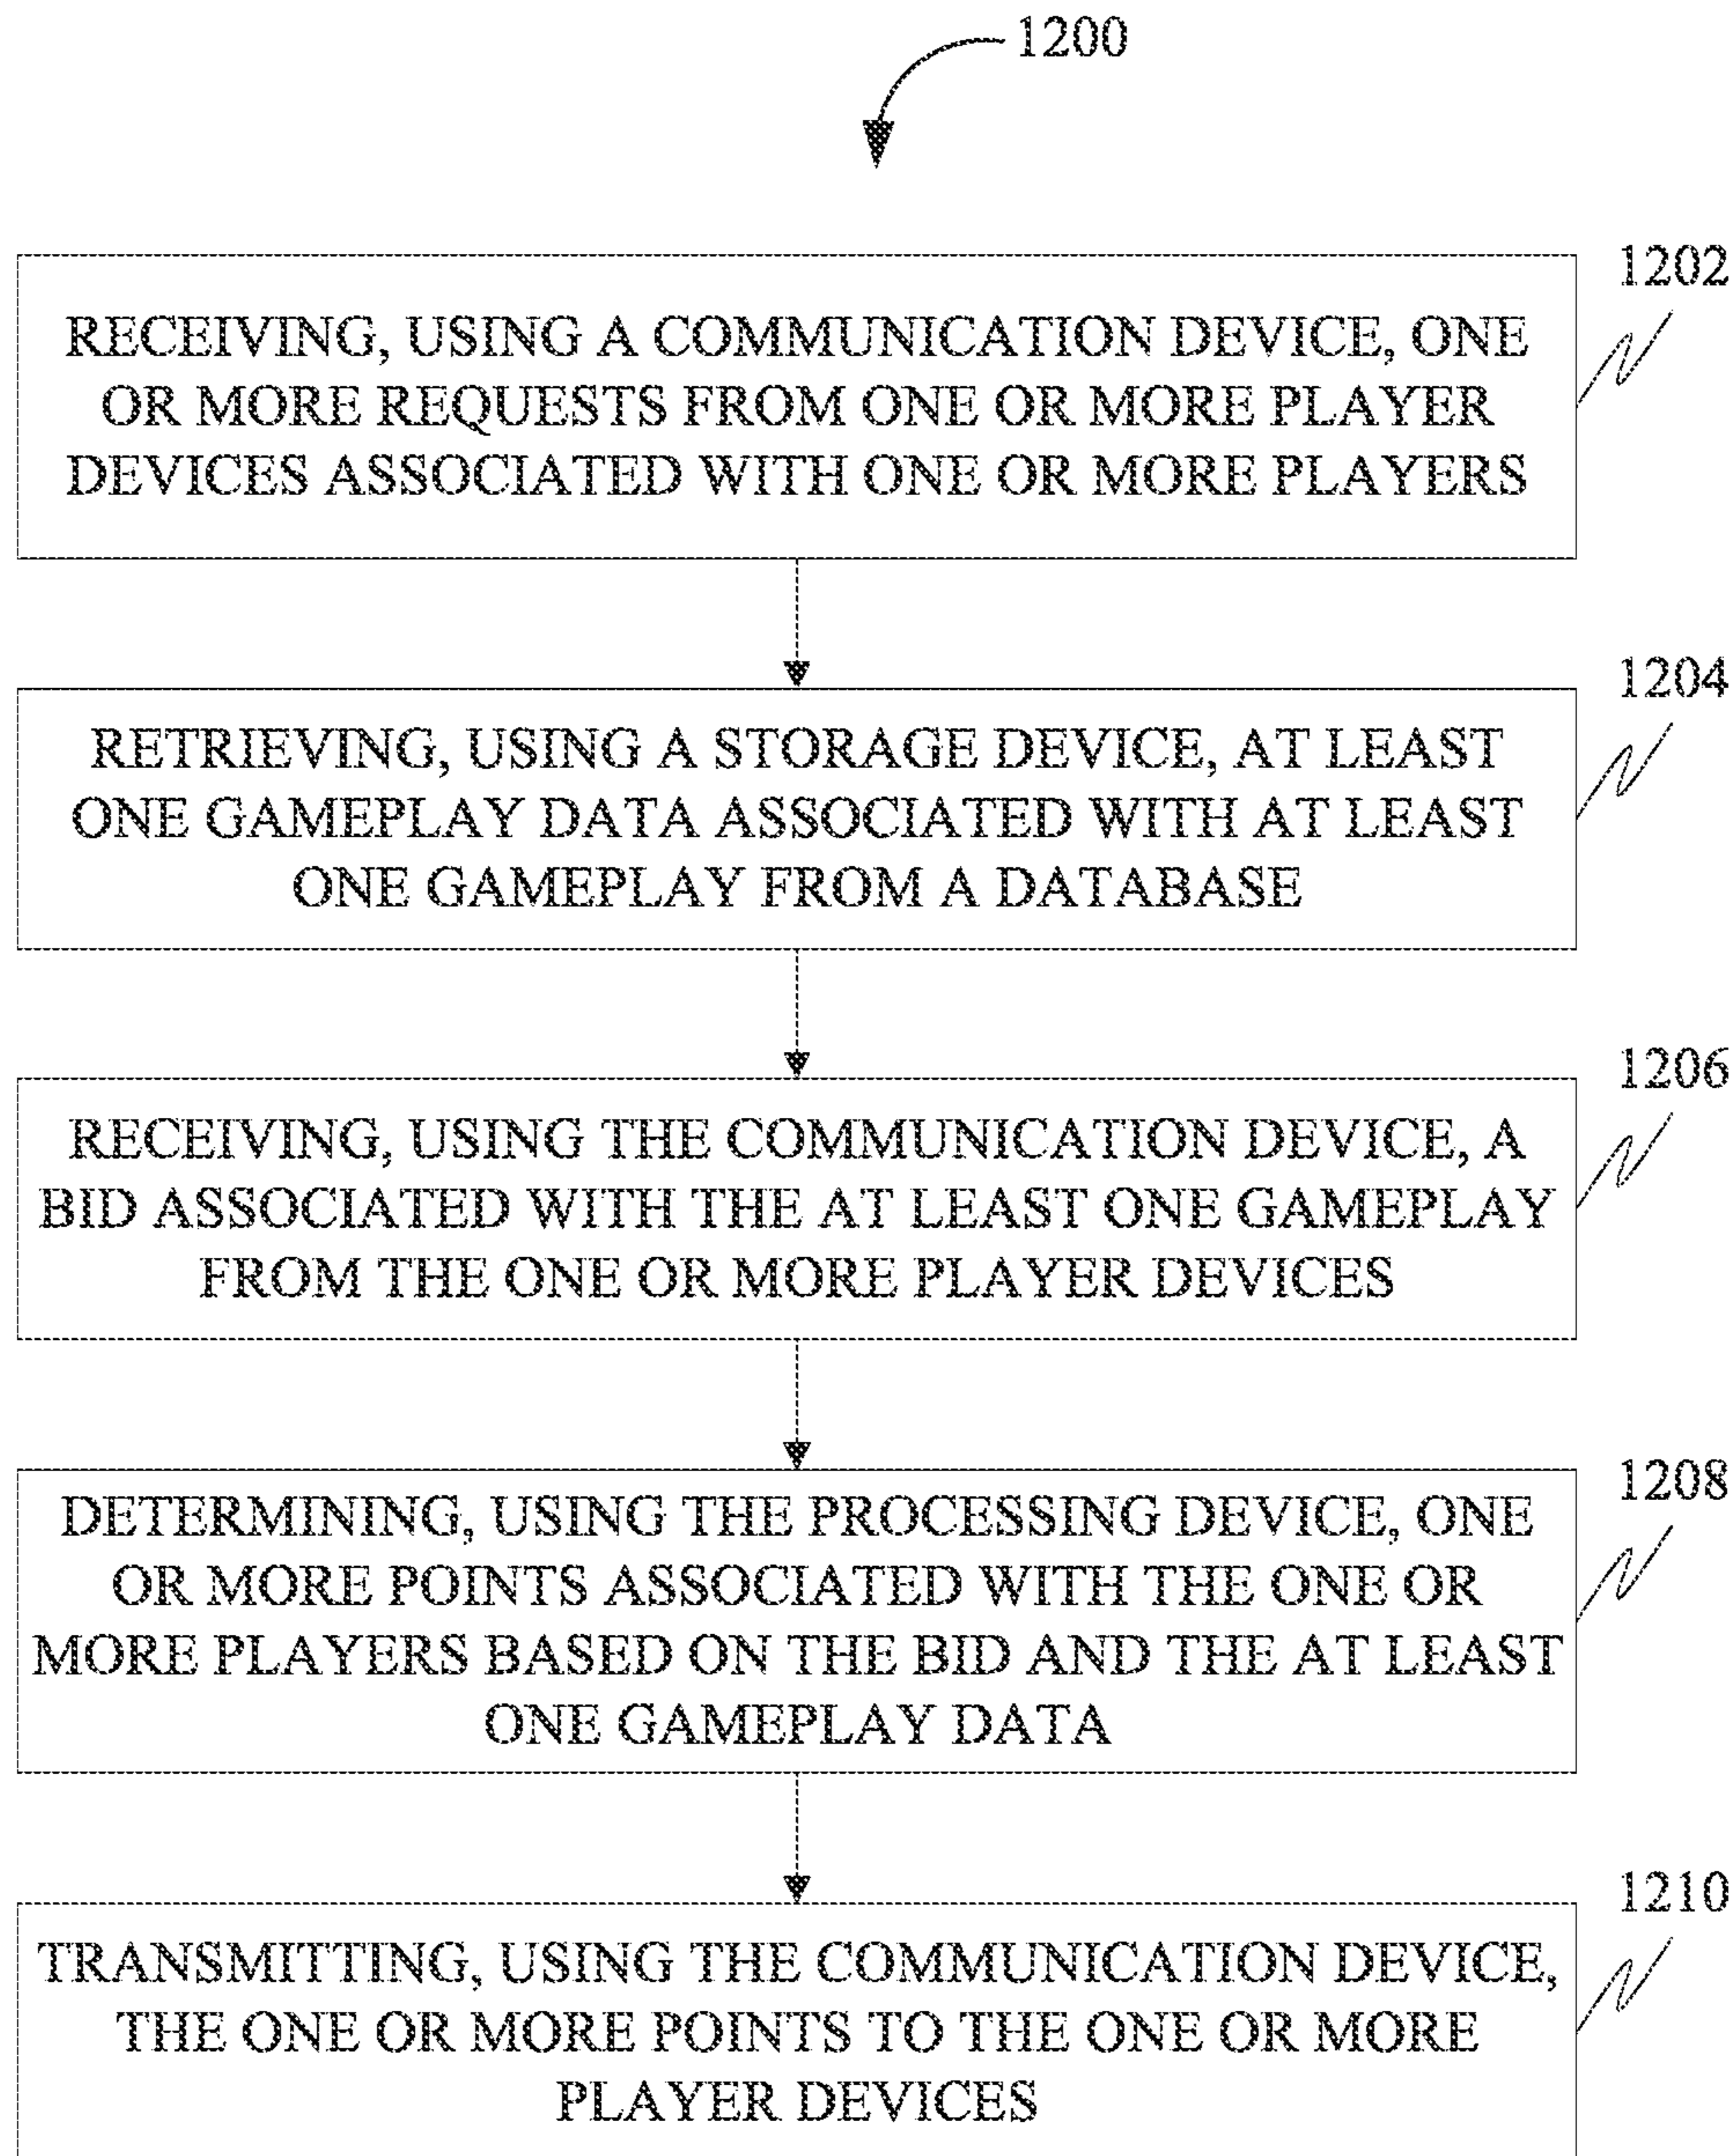 1200
1202
RECEIVING, USING A COMMUNICATION DEVICE, ONE
OR MORE REQUESTS FROM ONE OR MORE PLAYER
DEVICES ASSOCIATED WITH ONE OR MORE PLAYERS
1204
RETRIEVING, USING A STORAGE DEVICE, AT LEAST
ONE GAMEPLAY DATA ASSOCIATED WITH AT LEAST
ONE GAMEPLAY FROM A DATABASE
1206
RECEIVING, USING THE COMMUNICATION DEVICE, A
BID ASSOCIATED WITH THE AT LEAST ONE GAMEPLAY
FROM THE ONE OR MORE PLAYER DEVICES
1208
DETERMINING, USING THE PROCESSING DEVICE, ONE
OR MORE POINTS ASSOCIATED WITH THE ONE OR
MORE PLAYERS BASED ON THE BID AND THE AT LEAST
ONE GAMEPLAY DATA
1210
TRANSMITTING, USING THE COMMUNICATION DEVICE,
THE ONE OR MORE POINTS TO THE ONE OR MORE
PLAYER DEVICES